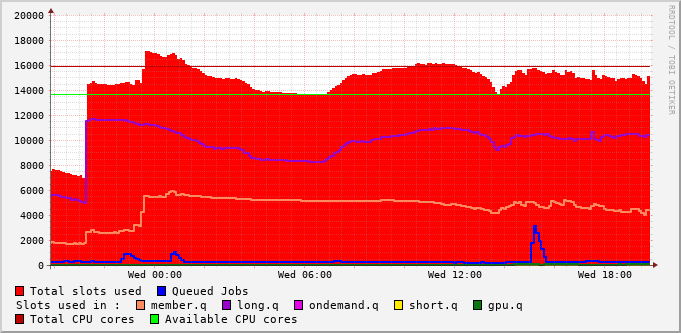 20000
18000
16000
14000
12000
10000
8000
6000
4000
2000
0
Wed 00:00 Wed 06:00 Wed 12:00 Wed 18:00
RRDTOOL / TOBI OETIKER
Total slots used Queued Jobs
Slots used in : member.q long.q ondemand.q short.q gpu.q
Total CPU cores Available CPU cores